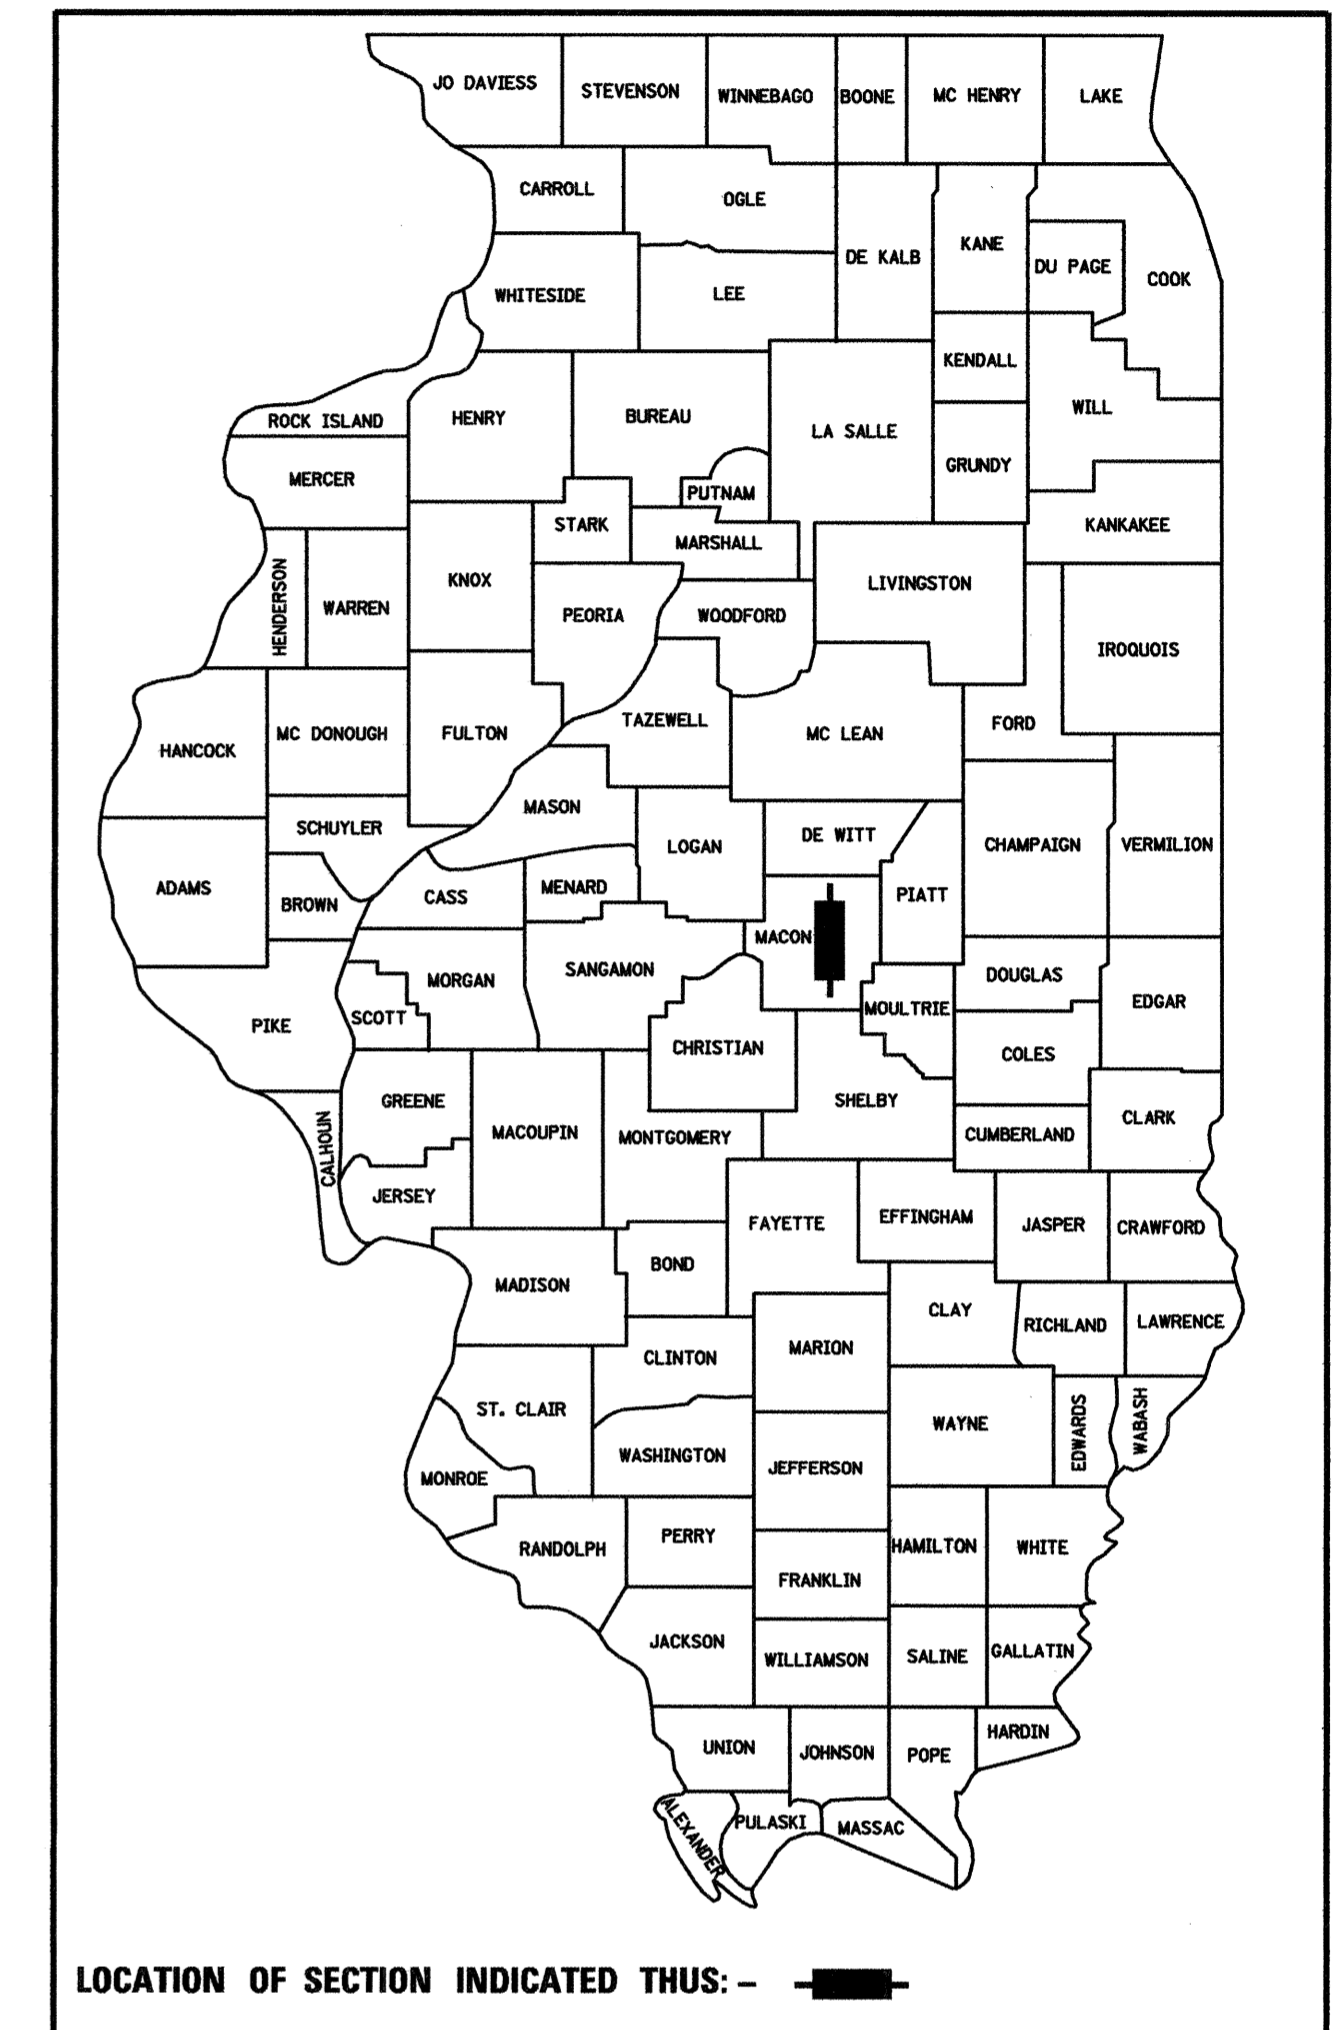 JO DAVIESS
STEVENSON
WINNEBAGO
BOONE
MC HENRY
LAKE
CARROLL
OGLE
DE KALB
KANE
DU PAGE
COOK
WHITESIDE
LEE
KENDALL
WILL
ROCK ISLAND
HENRY
BUREAU
LA SALLE
GRUNDY
MERCER
PUTNAM
STARK
MARSHALL
KANKAKEE
HENDERSON
WARREN
KNOX
PEORIA
WOODFORD
LIVINGSTON
IROQUOIS
HANCOCK
MC DONOUGH
FULTON
TAZEWELL
MC LEAN
FORD
MASON
SCHUYLER
LOGAN
DE WITT
CHAMPAIGN
VERMILION
ADAMS
BROWN
CASS
MENARD
PIATT
MACON
MORGAN
SANGAMON
DOUGLAS
EDGAR
PIKE
SCOTT
MOULTRIE
CHRISTIAN
COLES
GREENE
SHELBY
CALHOUN
MACOUPIN
MONTGOMERY
CUMBERLAND
CLARK
JERSEY
FAYETTE
EFFINGHAM
JASPER
CRAWFORD
BOND
MADISON
CLAY
RICHLAND
LAWRENCE
CLINTON
MARION
ST. CLAIR
WAYNE
EDWARDS
WABASH
WASHINGTON
JEFFERSON
MONROE
RANDOLPH
PERRY
HAMILTON
WHITE
FRANKLIN
JACKSON
WILLIAMSON
SALINE
GALLATIN
UNION
JOHNSON
POPE
HARDIN
ALEXANDER
PULASKI
MASSAC
LOCATION OF SECTION INDICATED THUS: –